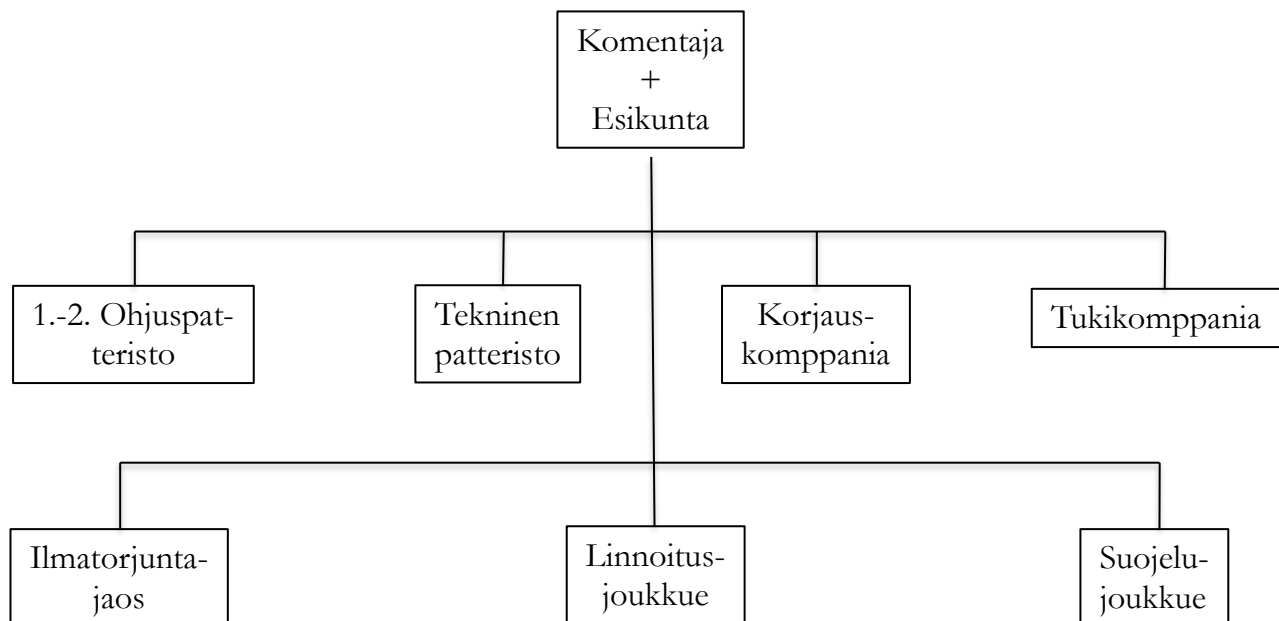 Komentaja
+
Esikunta
1.-2. Ohjuspat-
teristo
Tekninen
patteristo
Korjaus-
komppania
Tukikomppania
Ilmatorjunta-
jaos
Linnoitus-
joukkue
Suojelu-
joukkue